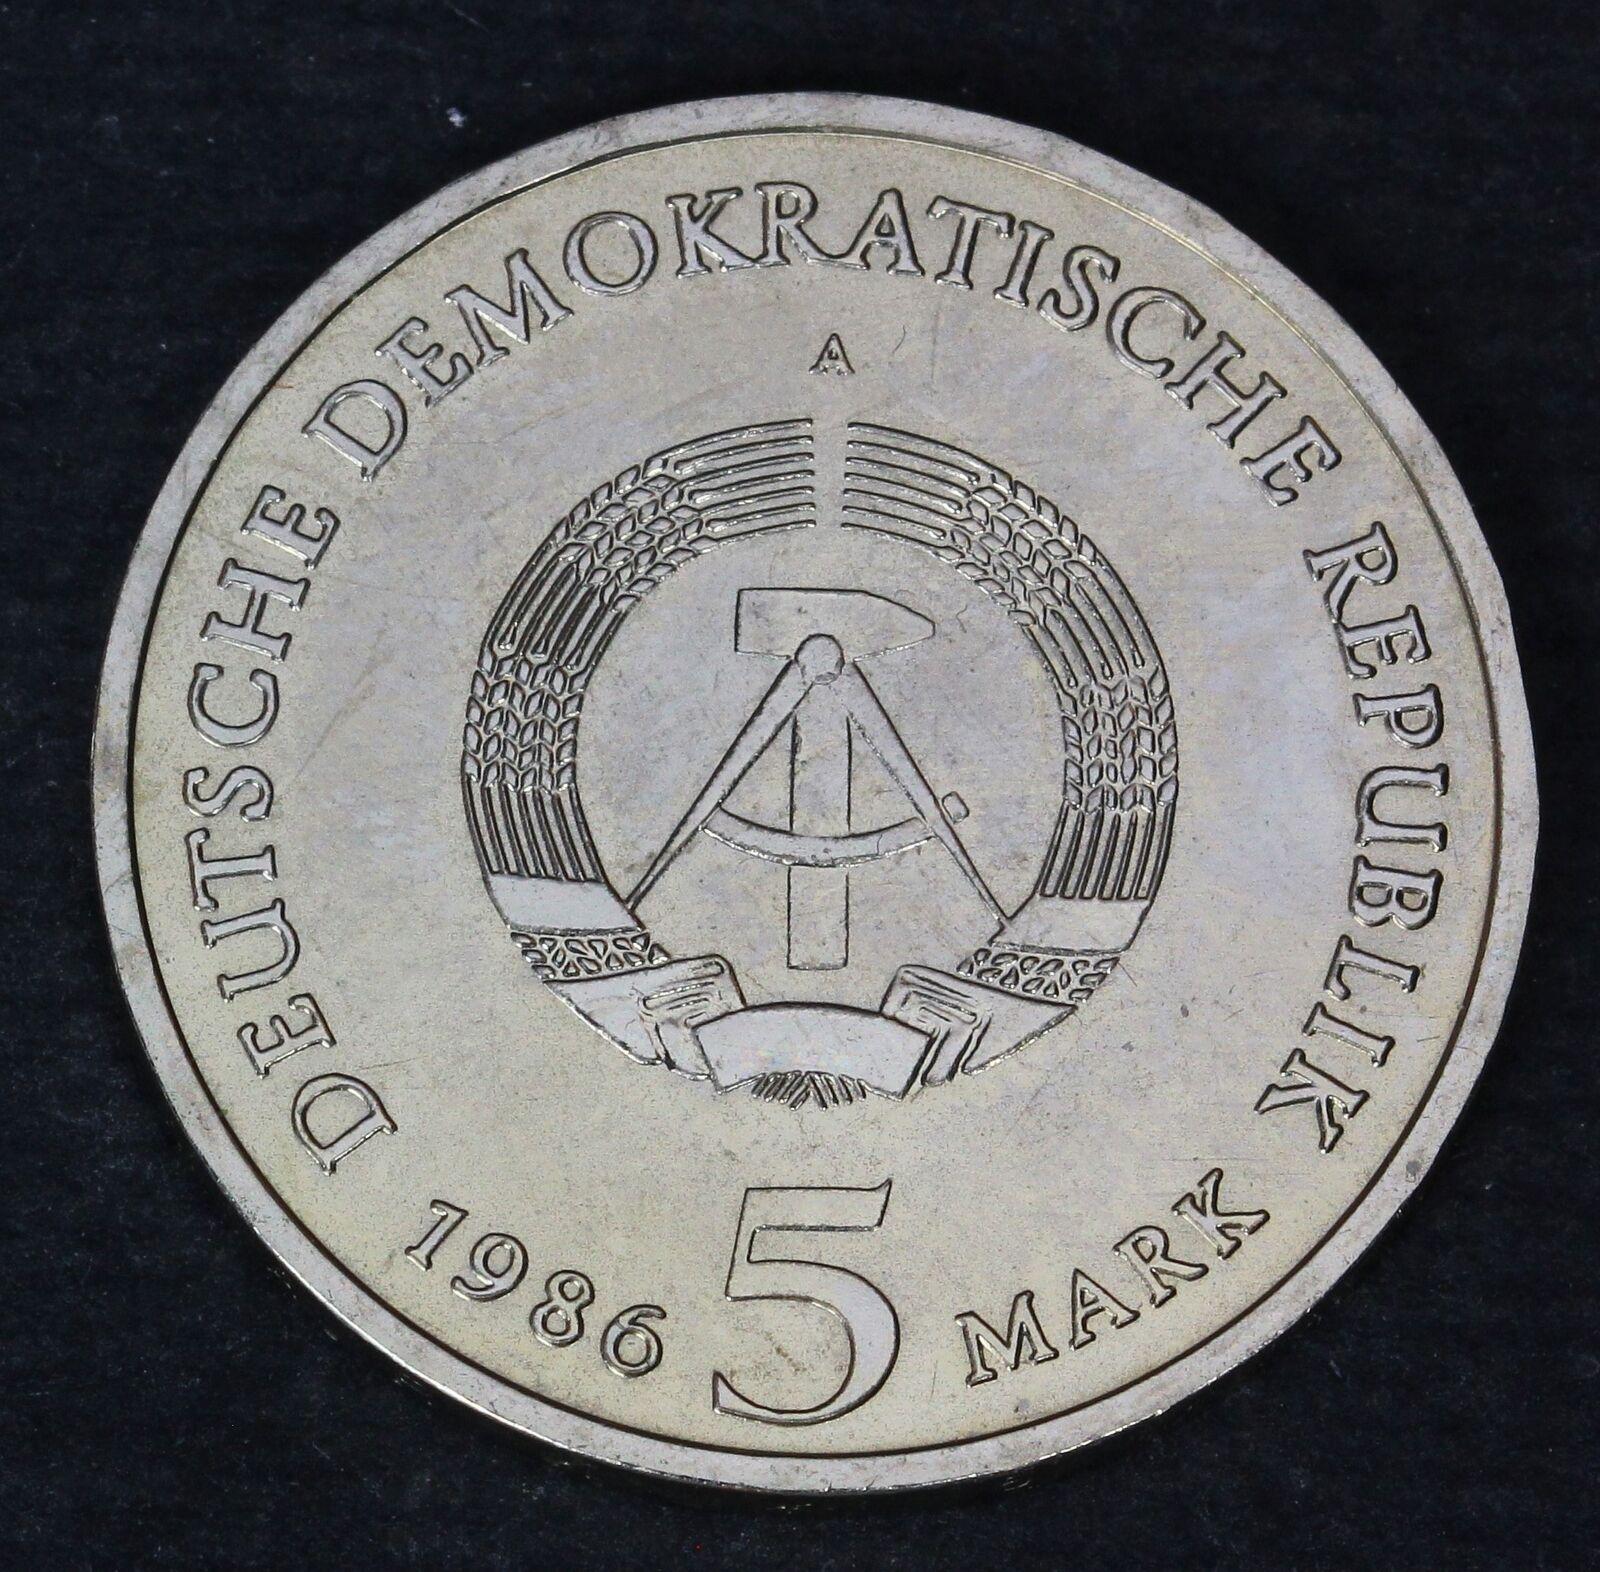 DEUTSCHE DEMOKRATISCHE REPUBLIK
A
1986 5 MARK